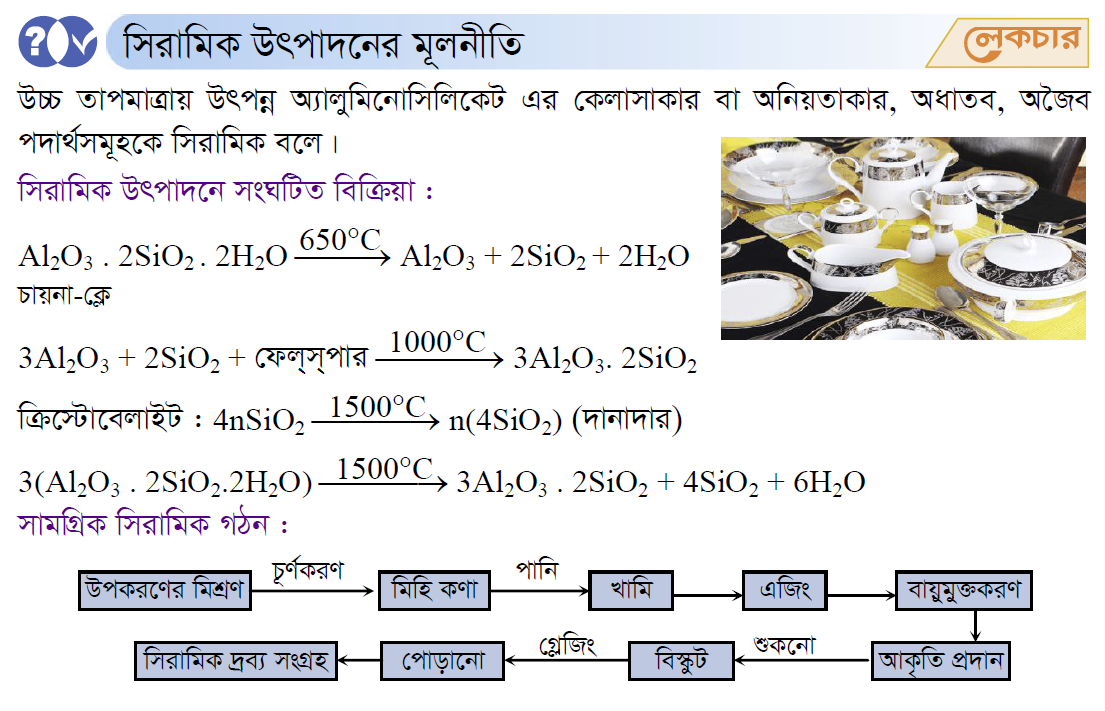 সিরামিক উৎপাদনের মূলনীতি
লেকচার
উচ্চ তাপমাত্রায় উৎপন্ন অ্যালুমিনোসিলিকেট এর কেলাসাকার বা অনিয়তাকার, অধাতব, অজৈব
পদার্থসমূহকে সিরামিক বলে।
সিরামিক উৎপাদনে সংঘটিত বিক্রিয়া :
Al₂O₃ . 2SiO₂ . 2H₂O 650°C → Al₂O₃ + 2SiO₂ + 2H₂O
চায়না-ক্লে
3Al₂O₃ + 2SiO₂ + ফেল্‌স্‌পার 1000°C → 3Al₂O₃. 2SiO₂
ক্রিস্টোবেলাইট : 4nSiO₂ 1500°C → n(4SiO₂) (দানাদার)
3(Al₂O₃ . 2SiO₂.2H₂O) 1500°C → 3Al₂O₃ . 2SiO₂ + 4SiO₂ + 6H₂O
সামগ্রিক সিরামিক গঠন :
উপকরণের মিশ্রণ চূর্ণকরণ → মিহি কণা পানি → খামি → এজিং → বায়ুমুক্তকরণ
সিরামিক দ্রব্য সংগ্রহ ← পোড়ানো ← গ্লেজিং বিস্কুট ← শুকনো আকৃতি প্রদান